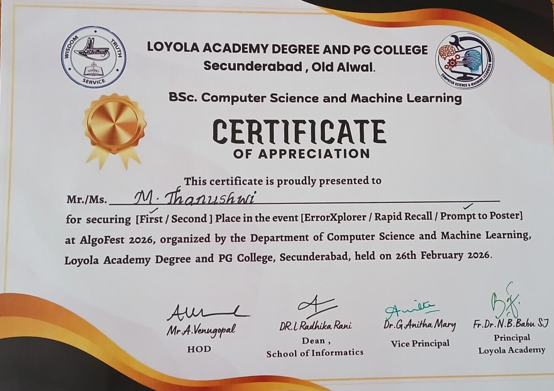 WISDOM TRUTH
SERVICE
LOYOLA ACADEMY DEGREE AND PG COLLEGE
Secunderabad , Old Alwal.
BSc. Computer Science and Machine Learning
CERTIFICATE
OF APPRECIATION
This certificate is proudly presented to
Mr./Ms. M. Thanushwi
for securing [First / Second ] Place in the event [ErrorXplorer / Rapid Recall / Prompt to Poster]
at AlgoFest 2026, organized by the Department of Computer Science and Machine Learning,
Loyola Academy Degree and PG College, Secunderabad, held on 26th February 2026.
Mr.A.Venugopal
HOD
DR.L Radhika Rani
Dean ,
School of Informatics
Anitha
Dr.G.Anitha Mary
Vice Principal
Fr.Dr.N.B.Babu SJ
Principal
Loyola Academy